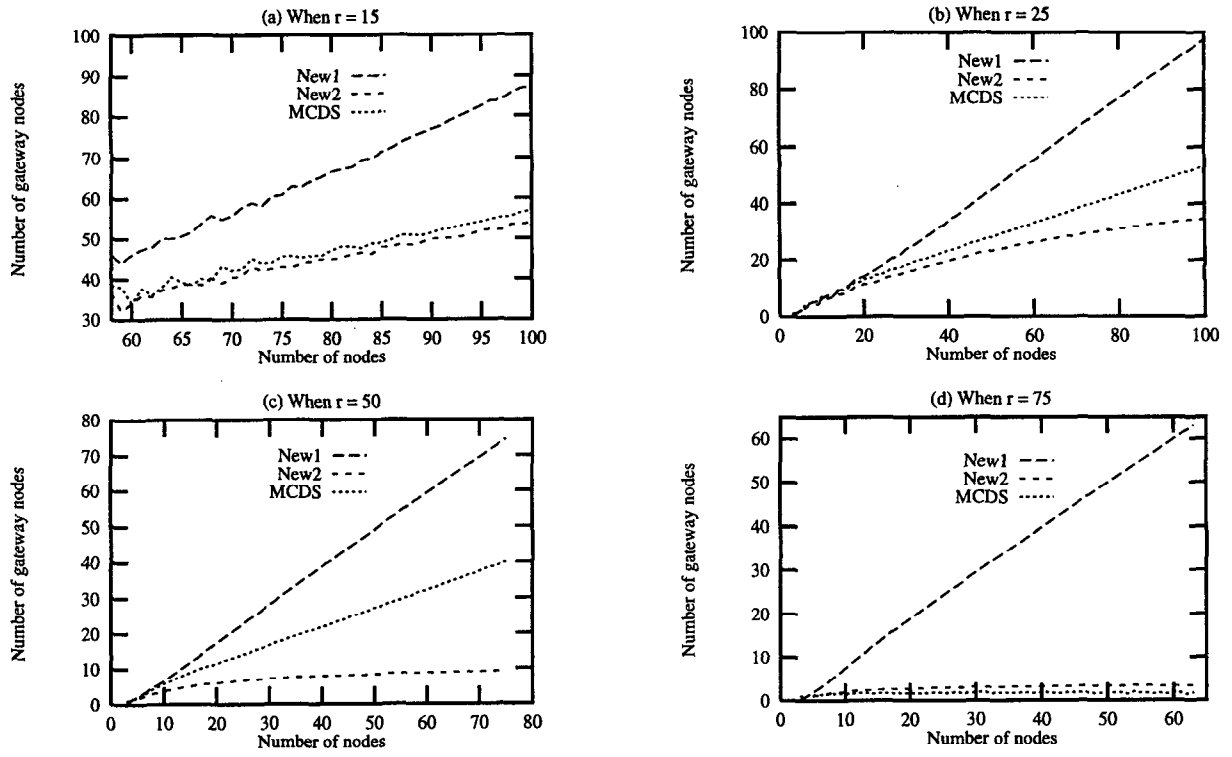 (a) When r = 15
Number of gateway nodes
100
90
80
70
60
50
40
30
New1
New2
MCDS
60 65 70 75 80 85 90 95 100
Number of nodes
(b) When r = 25
Number of gateway nodes
100
80
60
40
20
0
New1
New2
MCDS
0 20 40 60 80 100
Number of nodes
(c) When r = 50
Number of gateway nodes
80
70
60
50
40
30
20
10
0
New1
New2
MCDS
0 10 20 30 40 50 60 70 80
Number of nodes
(d) When r = 75
Number of gateway nodes
60
50
40
30
20
10
0
New1
New2
MCDS
0 10 20 30 40 50 60
Number of nodes